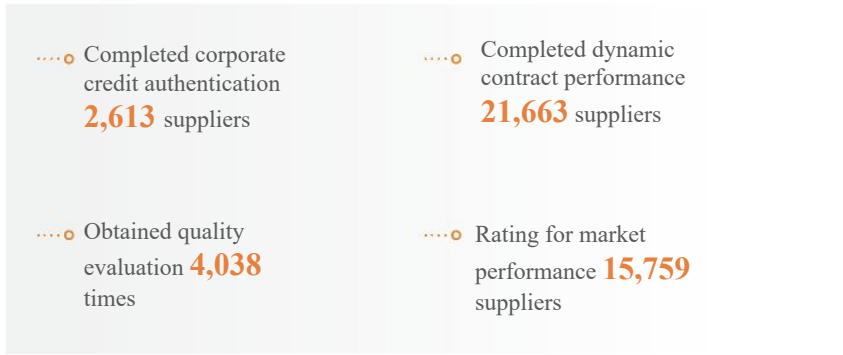 Completed corporate
credit authentication
2,613 suppliers
Completed dynamic
contract performance
21,663 suppliers
Obtained quality
evaluation 4,038
times
Rating for market
performance 15,759
suppliers